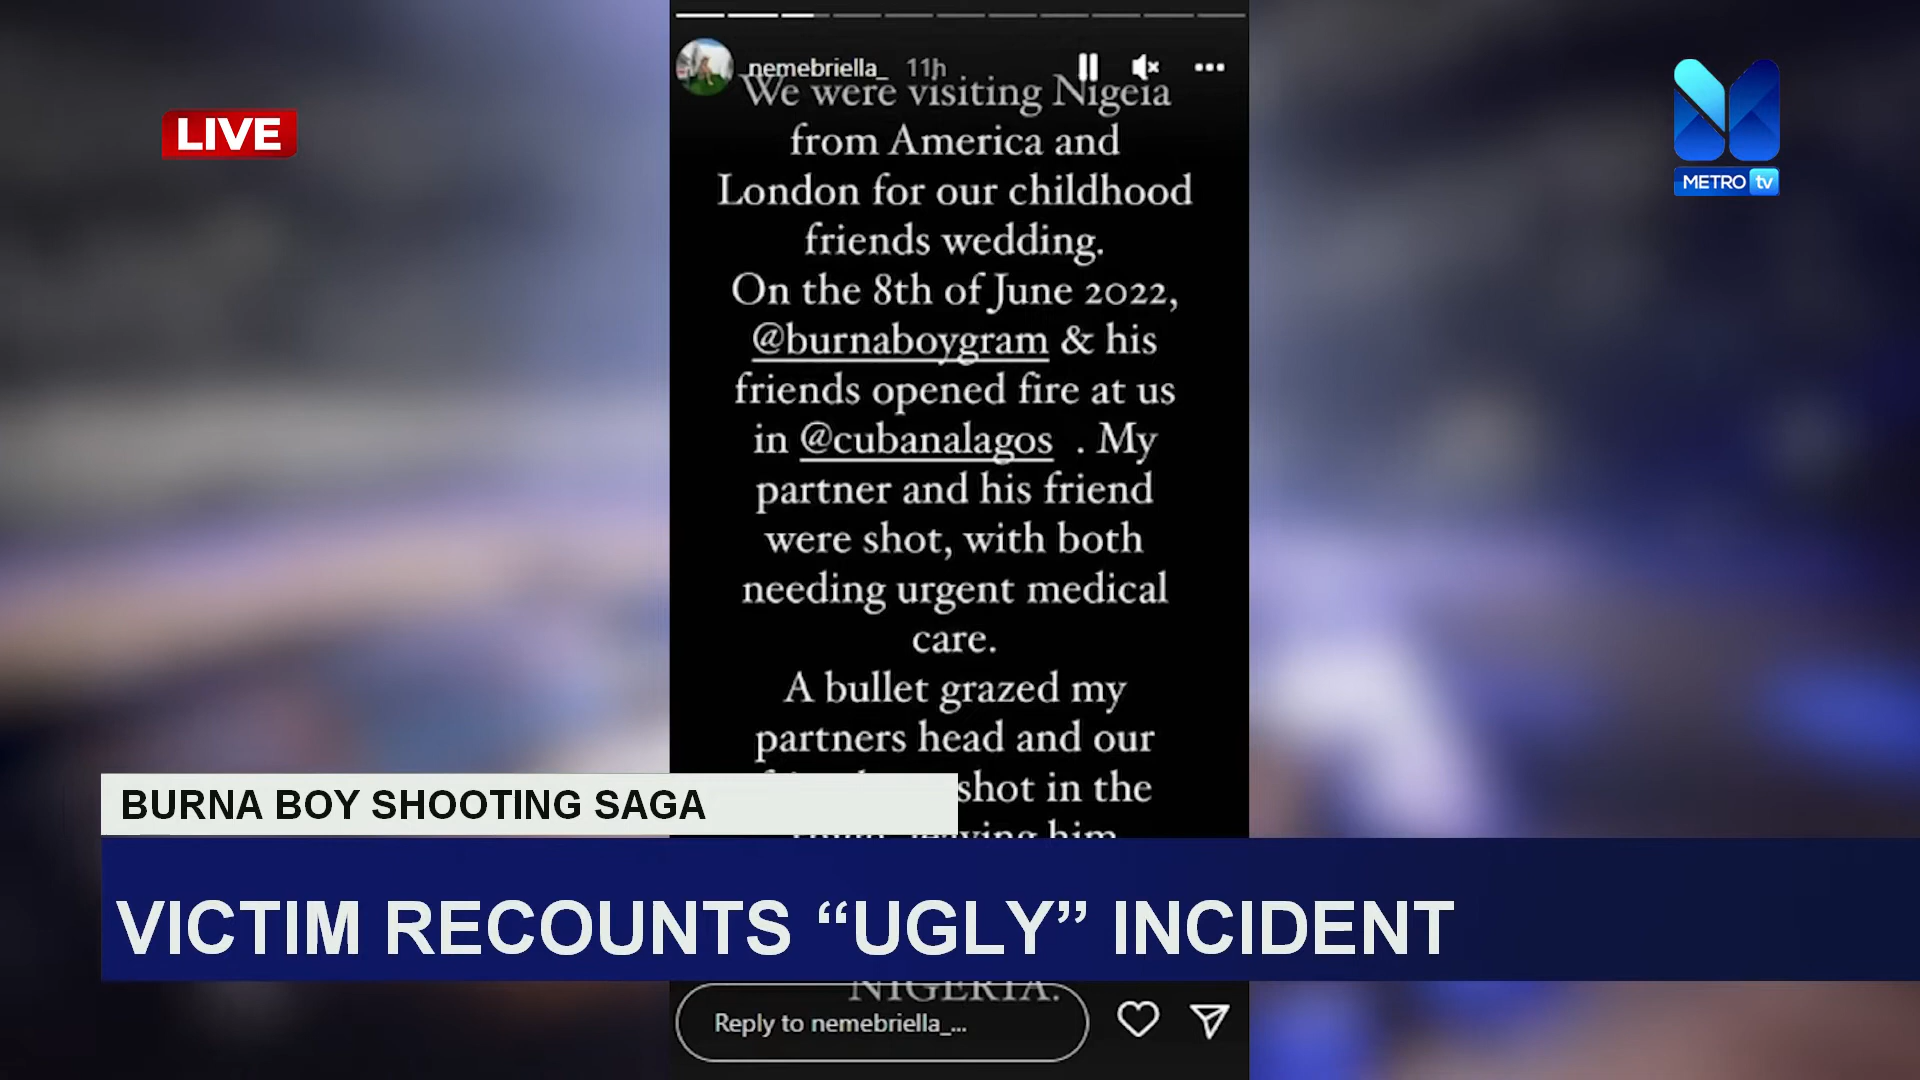 nemebriella_ 11h
We were visiting Nigeia
from America and
London for our childhood
friends wedding.
On the 8th of June 2022,
@burnaboygram & his
friends opened fire at us
in @cubanalagos . My
partner and his friend
were shot, with both
needing urgent medical
care.
A bullet grazed my
partners head and our
shot in the
him
NIGERIA.
Reply to nemebriella_...
LIVE
METRO tv
BURNA BOY SHOOTING SAGA
VICTIM RECOUNTS “UGLY” INCIDENT